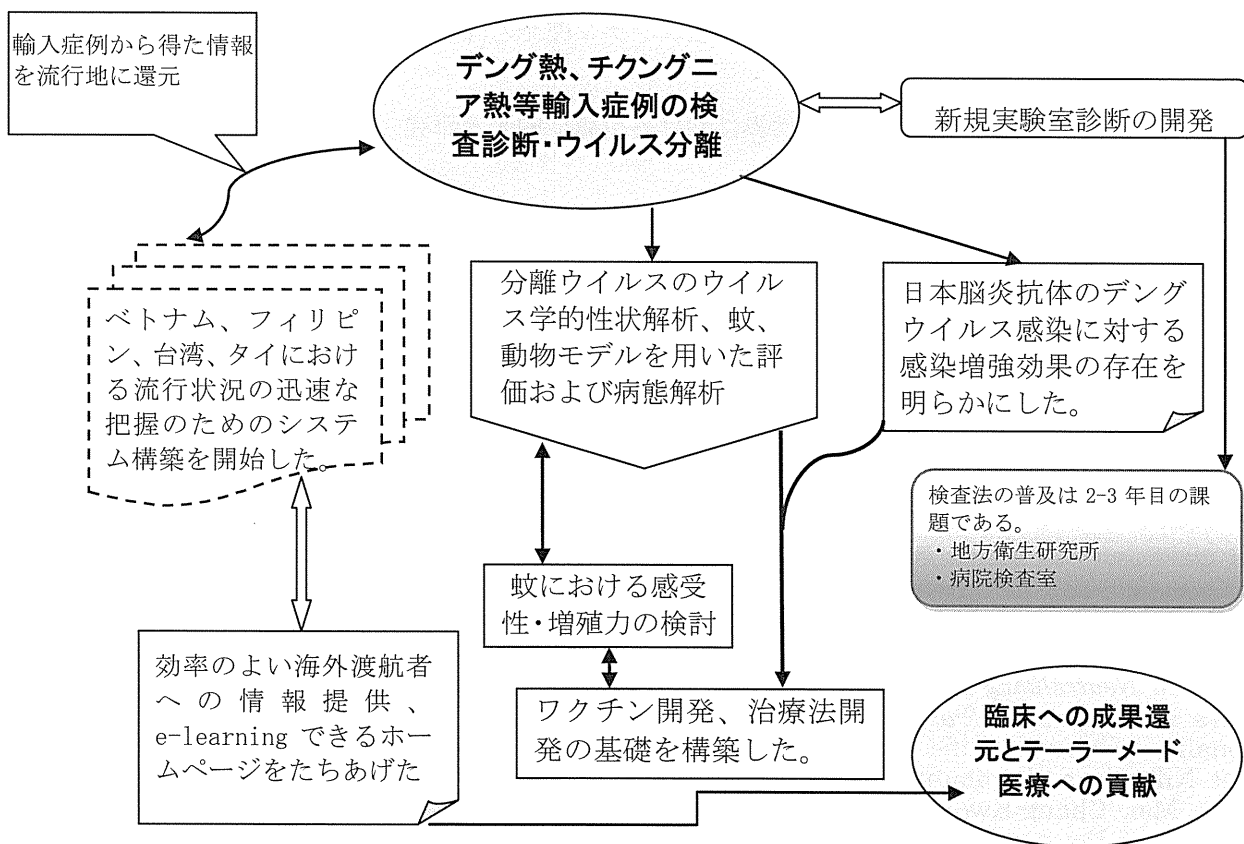 輸入症例から得た情報
を流行地に還元
デング熱、チクングニ
ア熱等輸入症例の検
査診断・ウイルス分離
新規実験室診断の開発
ベトナム、フィリピ
ン、台湾、タイにおけ
る流行状況の迅速な
把握のためのシステ
ム構築を開始した。
分離ウイルスのウイル
ス学的性状解析、蚊、
動物モデルを用いた評
価および病態解析
日本脳炎抗体のデング
ウイルス感染に対する
感染増強効果の存在を
明らかにした。
検査法の普及は 2-3 年目の課
題である。
・地方衛生研究所
・病院検査室
蚊における感受
性・増殖力の検討
効率のよい海外渡航者
への情報提供、
e-learning できるホー
ムページをたちあげた
ワクチン開発、治療法開
発の基礎を構築した。
臨床への成果還
元とテーラーメード
医療への貢献